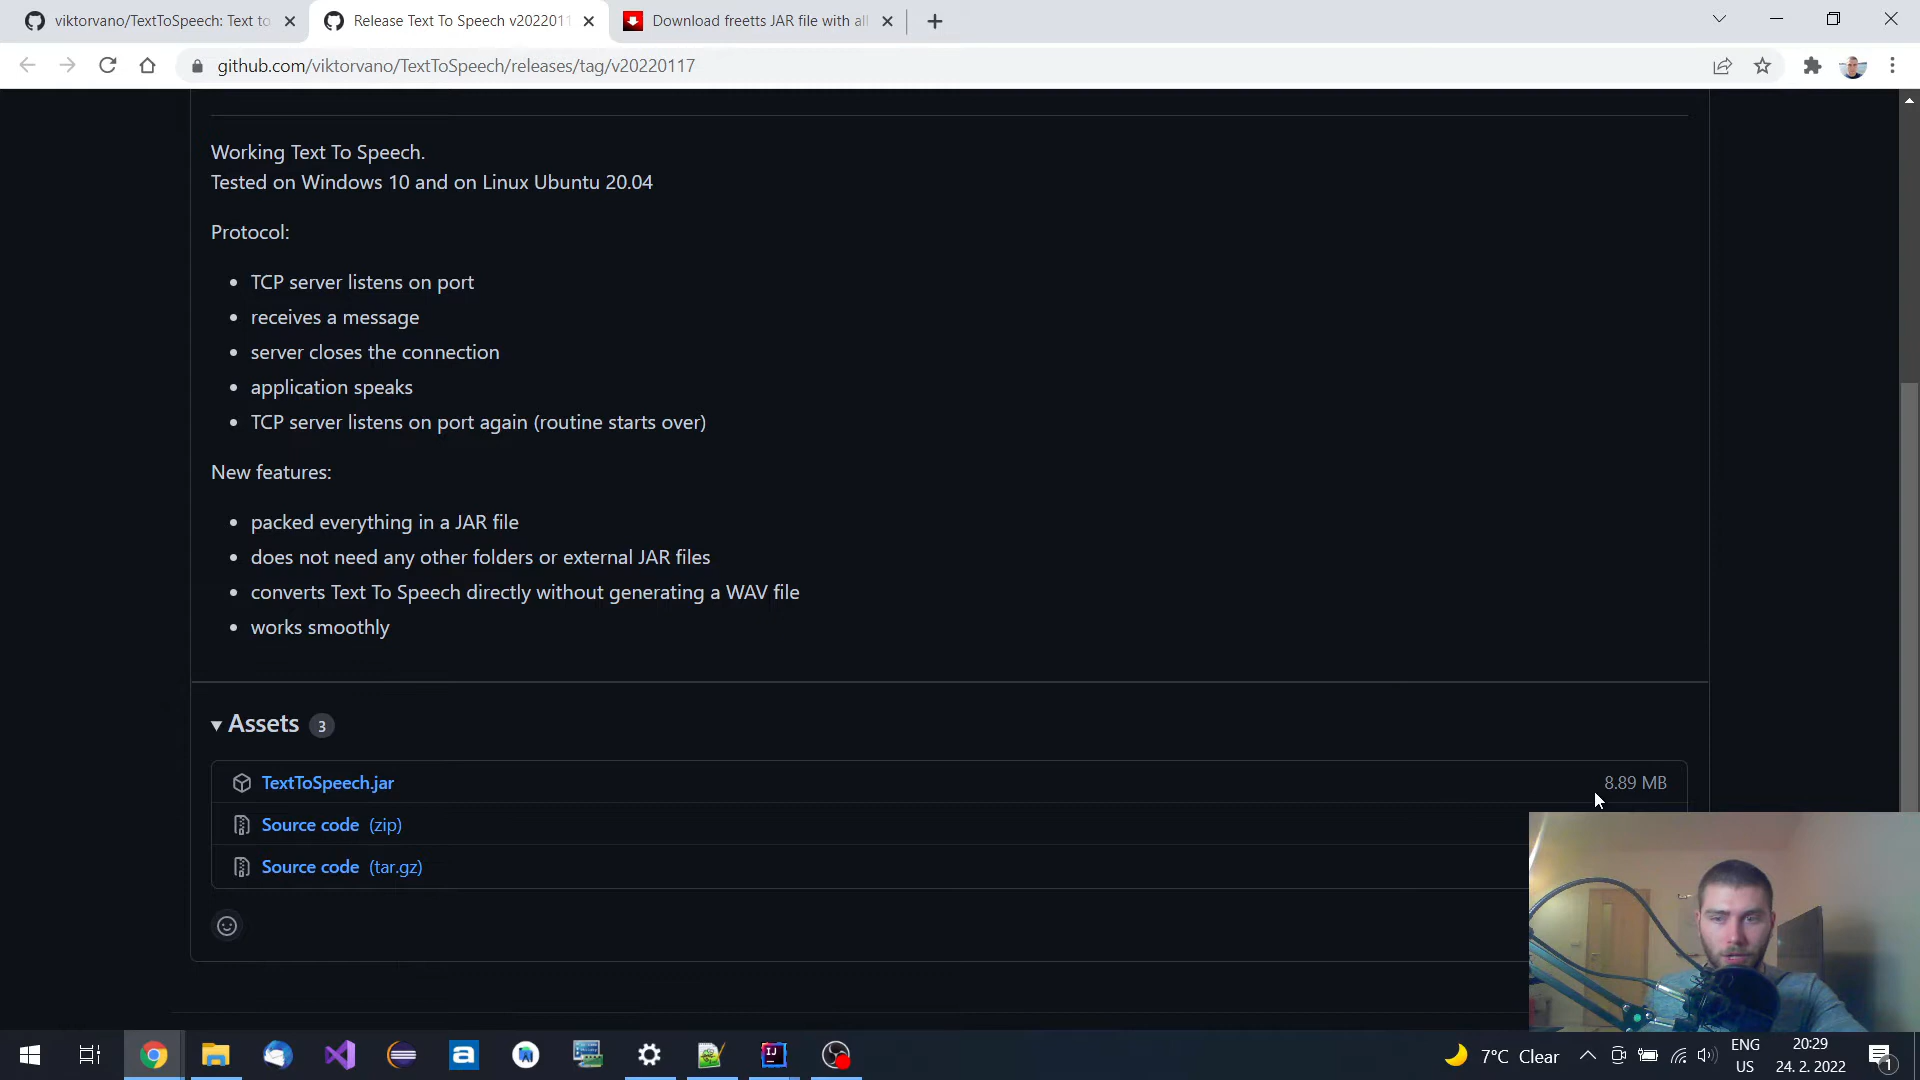 viktorvano/TextToSpeech: Text to
Release Text To Speech v2022011
Download freetts JAR file with all
github.com/viktorvano/TextToSpeech/releases/tag/v20220117
Working Text To Speech.
Tested on Windows 10 and on Linux Ubuntu 20.04
Protocol:
TCP server listens on port
receives a message
server closes the connection
application speaks
TCP server listens on port again (routine starts over)
New features:
packed everything in a JAR file
does not need any other folders or external JAR files
converts Text To Speech directly without generating a WAV file
works smoothly
Assets 3
TextToSpeech.jar 8.89 MB
Source code (zip)
Source code (tar.gz)
7°C Clear
ENG
US
20:29
24. 2. 2022
1